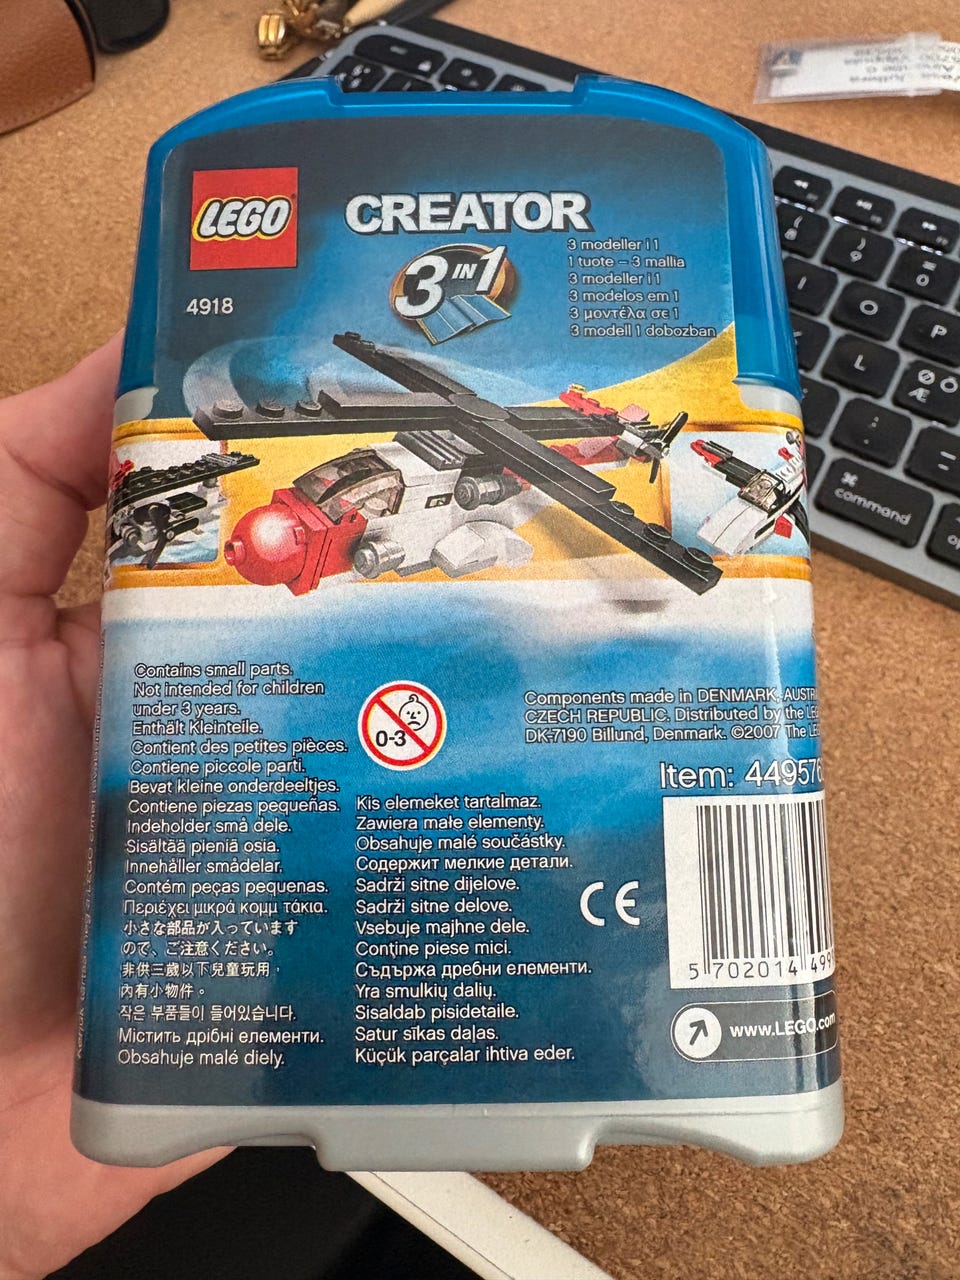 LEGO
CREATOR
3 IN 1
4918
3 modeller i 1
1 tuote – 3 mallia
3 modeller i 1
3 modelos em 1
3 μοντέλα σε 1
3 modell 1 dobozban
Contains small parts.
Not intended for children
under 3 years.
Enthält Kleinteile.
Contient des petites pièces.
Contiene piccole parti.
Bevat kleine onderdeeltjes.
Contiene piezas pequeñas.
Indeholder små dele.
Sisältää pieniä osia.
Innehåller smådelar.
Contém peças pequenas.
Περιέχει μικρά κομμ τάκια.
小さな部品が入っています
ので、ご注意ください。
非供三歲以下兒童玩用，
內有小物件。
작은 부품들이 들어있습니다.
Містить дрібні елементи.
Obsahuje malé diely.
0-3
Kis elemeket tartalmaz.
Zawiera małe elementy.
Obsahuje malé součástky.
Содержит мелкие детали.
Sadrži sitne dijelove.
Sadrži sitne delove.
Vsebuje majhne dele.
Conţine piese mici.
Съдържа дребни елементи.
Yra smulkių dalių.
Sisaldab pisidetaile.
Satur sīkas daļas.
Küçük parçalar ihtiva eder.
Components made in DENMARK,
CZECH REPUBLIC. Distributed by the
DK-7190 Billund, Denmark. ©2007 The
Item:
CE
5 702014
www.LEGO.com
I
O
P
L
Ø Ö
Æ
⌘
command